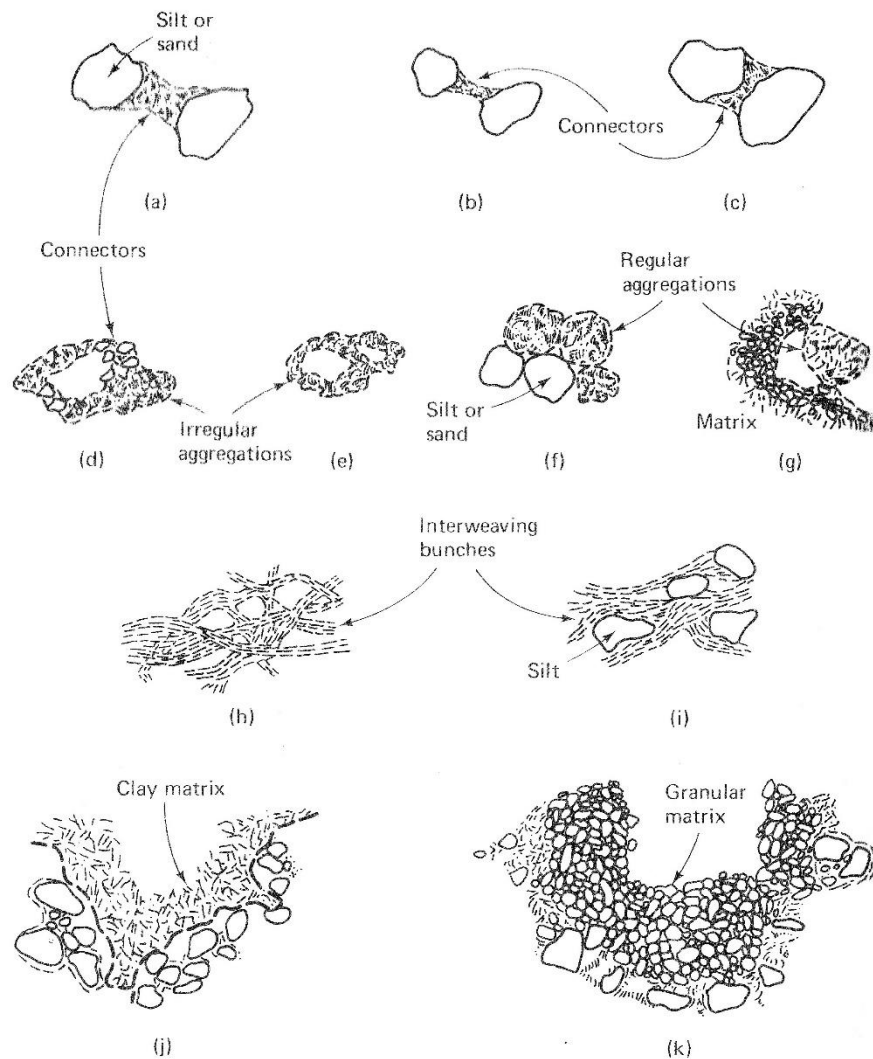 Silt or
sand
Connectors
(a)
(b)
(c)
Connectors
Regular
aggregations
Silt or
sand
Irregular
aggregations
Matrix
(d)
(e)
(f)
(g)
Interweaving
bunches
Silt
(h)
(i)
Clay matrix
Granular
matrix
(j)
(k)